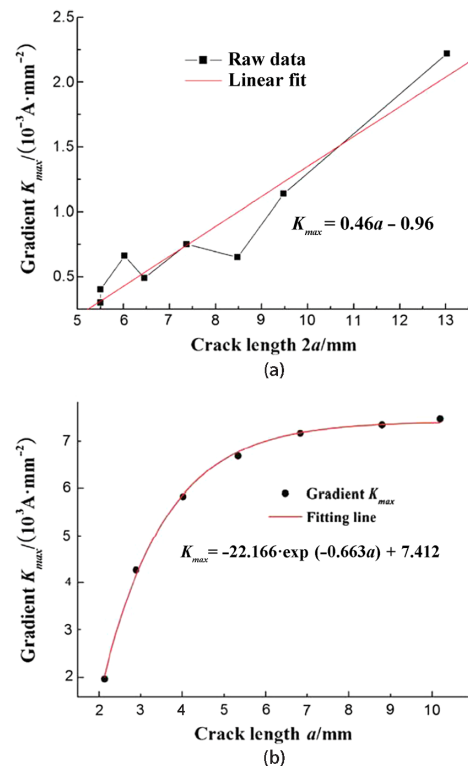 (a)
2.5
2.0
1.5
1.0
0.5
Gradient Kmax/(10⁻³A·mm⁻²)
Raw data
Linear fit
Kmax = 0.46a – 0.96
5 6 7 8 9 10 11 12 13
Crack length 2a/mm
(a)
7
6
5
4
3
2
Gradient Kmax/(10³A·mm⁻²)
Gradient Kmax
Fitting line
Kmax= –22.166·exp (-0.663a) + 7.412
2 3 4 5 6 7 8 9 10
Crack length a/mm
(b)